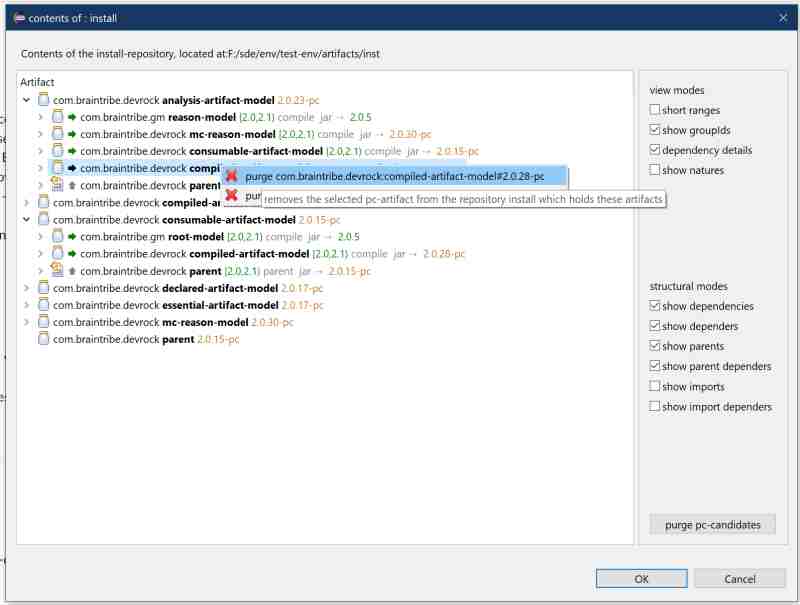 contents of : install
Contents of the install-repository, located at:F:/sde/env/test-env/artifacts/inst
Artifact
com.braintribe.devrock analysis-artifact-model 2.0.23-pc
com.braintribe.gm reason-model [2.0,2.1) compile jar → 2.0.5
com.braintribe.devrock mc-reason-model [2.0,2.1) compile jar → 2.0.30-pc
com.braintribe.devrock consumable-artifact-model [2.0,2.1) compile jar → 2.0.15-pc
com.braintribe.devrock
purge com.braintribe.devrock:compiled-artifact-model#2.0.28-pc
com.braintribe.devrock parent
removes the selected pc-artifact from the repository install which holds these artifacts
com.braintribe.devrock
com.braintribe.devrock consumable-artifact-model 2.0.15-pc
com.braintribe.gm root-model [2.0,2.1) compile jar → 2.0.5
com.braintribe.devrock compiled-artifact-model [2.0,2.1) compile jar → 2.0.28-pc
com.braintribe.devrock parent [2.0,2.1) parent jar → 2.0.15-pc
com.braintribe.devrock declared-artifact-model 2.0.17-pc
com.braintribe.devrock essential-artifact-model 2.0.17-pc
com.braintribe.devrock mc-reason-model 2.0.30-pc
com.braintribe.devrock parent 2.0.15-pc
view modes
short ranges
show groupIds
dependency details
show natures
structural modes
show dependencies
show dependers
show parents
show parent dependers
show imports
show import dependers
purge pc-candidates
OK
Cancel